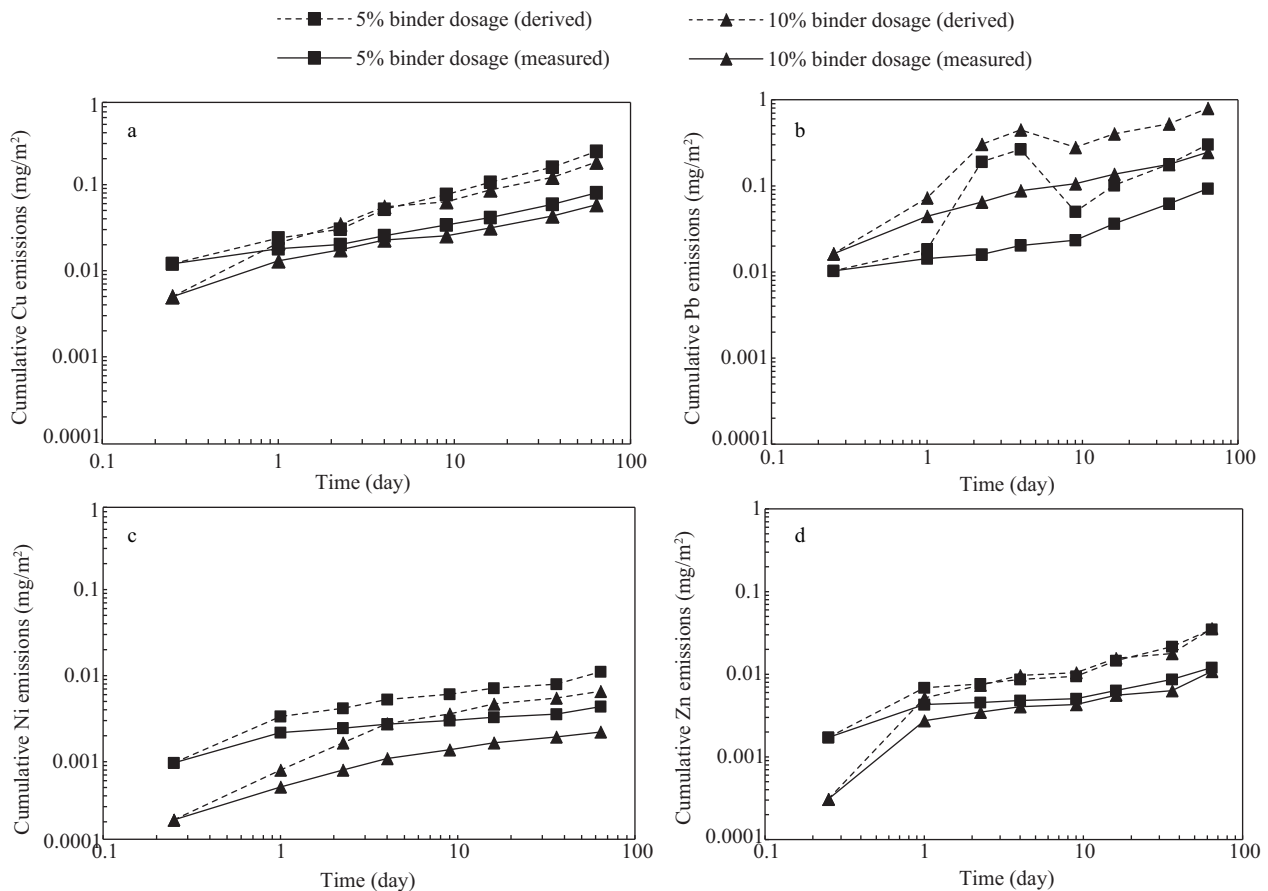 5% binder dosage (derived)
10% binder dosage (derived)
5% binder dosage (measured)
10% binder dosage (measured)
a
Cumulative Cu emissions (mg/m²)
1
0.1
0.01
0.001
0.0001
0.1 1 10 100
Time (day)
b
Cumulative Pb emissions (mg/m²)
1
0.1
0.01
0.001
0.0001
0.1 1 10 100
Time (day)
c
Cumulative Ni emissions (mg/m²)
1
0.1
0.01
0.001
0.0001
0.1 1 10 100
Time (day)
d
Cumulative Zn emissions (mg/m²)
1
0.1
0.01
0.001
0.0001
0.1 1 10 100
Time (day)